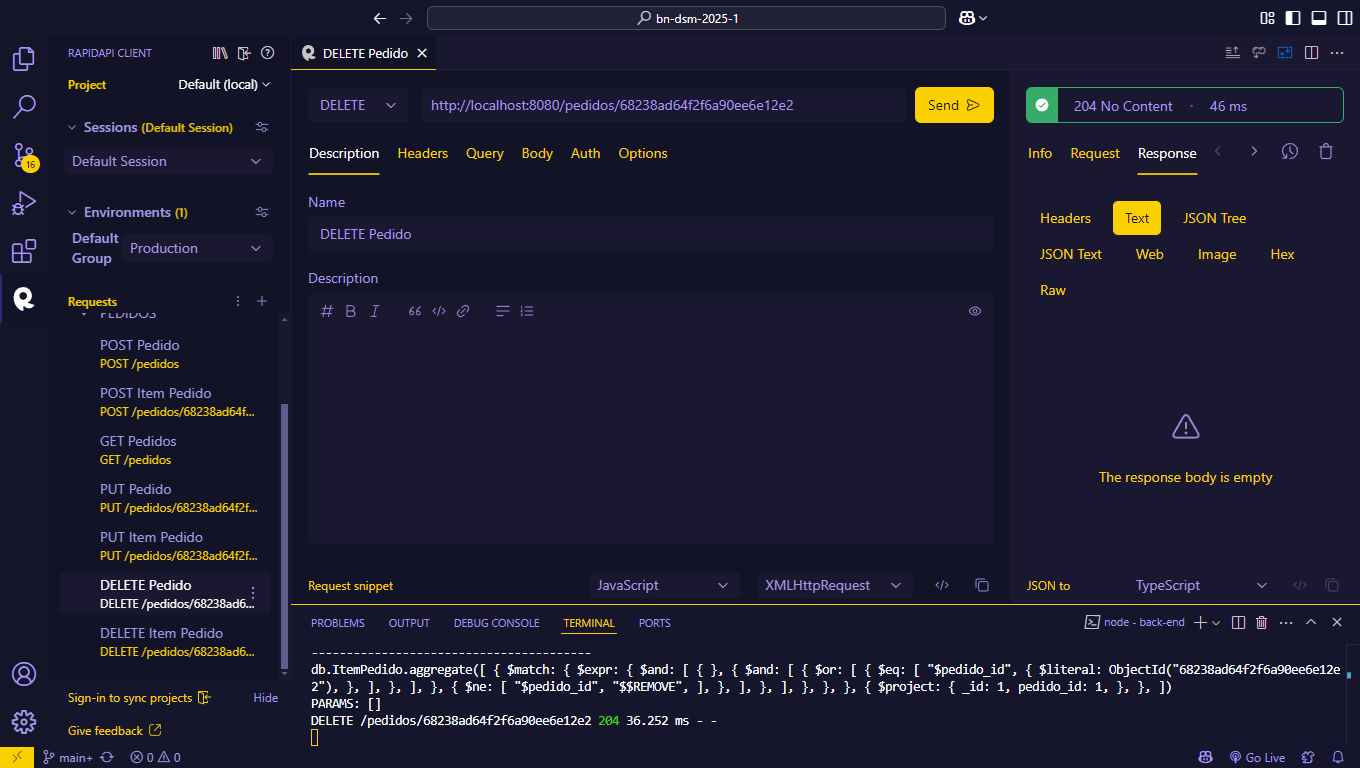 bn-dsm-2025-1
RAPIDAPI CLIENT
Project
Default (local)
Sessions (Default Session)
Default Session
Environments (1)
Default Group
Production
Requests
PEDIDOS
POST Pedido
POST /pedidos
POST Item Pedido
POST /pedidos/68238ad64f...
GET Pedidos
GET /pedidos
PUT Pedido
PUT /pedidos/68238ad64f2f...
PUT Item Pedido
PUT /pedidos/68238ad64f2f...
DELETE Pedido
DELETE /pedidos/68238ad6...
DELETE Item Pedido
DELETE /pedidos/68238ad6...
Sign-in to sync projects
Hide
Give feedback
16
DELETE Pedido
DELETE
http://localhost:8080/pedidos/68238ad64f2f6a90ee6e12e2
Send
Description Headers Query Body Auth Options
Name
DELETE Pedido
Description
Request snippet
JavaScript
XMLHttpRequest
204 No Content · 46 ms
Info Request Response
Headers Text JSON Tree
JSON Text Web Image Hex
Raw
The response body is empty
JSON to
TypeScript
PROBLEMS OUTPUT DEBUG CONSOLE TERMINAL PORTS
node - back-end
----------------------------------------
db.ItemPedido.aggregate([ { $match: { $expr: { $and: [ { }, { $and: [ { $or: [ { $eq: [ "$pedido_id", { $literal: ObjectId("68238ad64f2f6a90ee6e12e
2"), }, ], }, ], }, { $ne: [ "$pedido_id", "$$REMOVE", ], }, ], }, ], }, }, }, { $project: { _id: 1, pedido_id: 1, }, }, ])
PARAMS: []
DELETE /pedidos/68238ad64f2f6a90ee6e12e2 204 36.252 ms - -
main+
0 0
Go Live